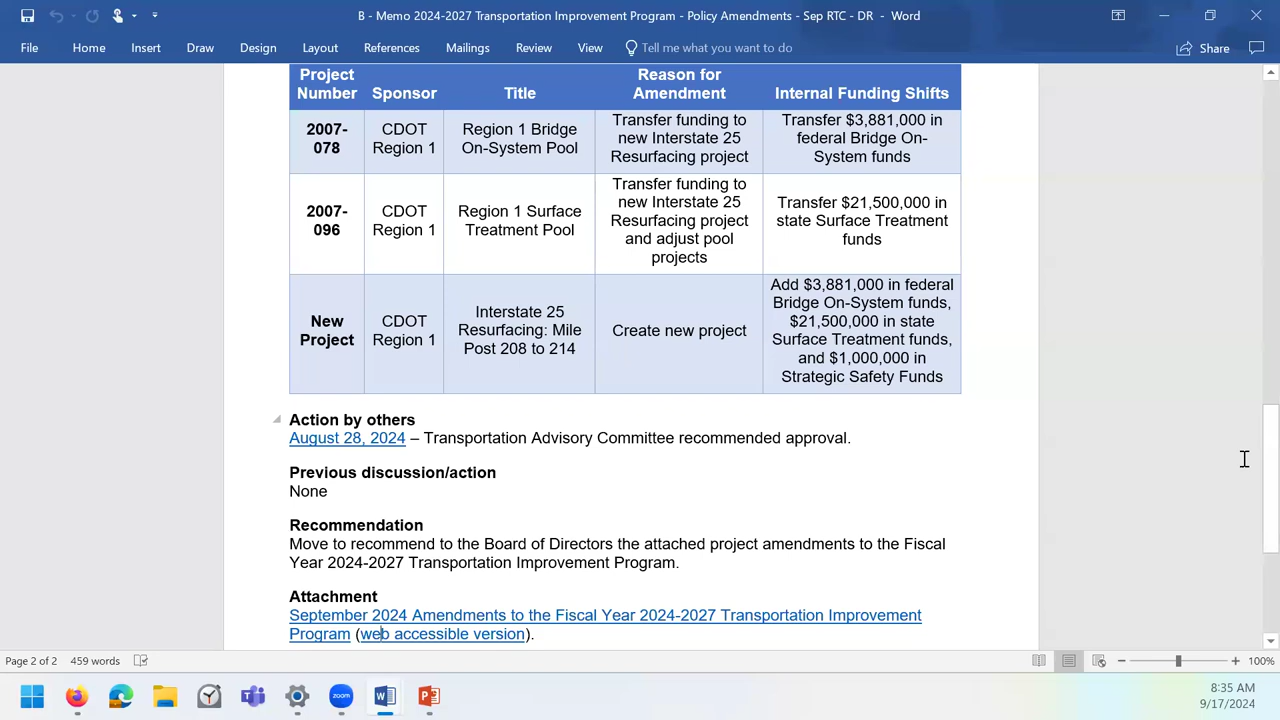 B - Memo 2024-2027 Transportation Improvement Program - Policy Amendments - Sep RTC - DR - Word
File Home Insert Draw Design Layout References Mailings Review View Tell me what you want to do Share
Project Number Sponsor Title Reason for Amendment Internal Funding Shifts
2007-
078
CDOT
Region 1
Region 1 Bridge
On-System Pool
Transfer funding to
new Interstate 25
Resurfacing project
Transfer $3,881,000 in
federal Bridge On-
System funds
2007-
096
CDOT
Region 1
Region 1 Surface
Treatment Pool
Transfer funding to
new Interstate 25
Resurfacing project
and adjust pool
projects
Transfer $21,500,000 in
state Surface Treatment
funds
New
Project
CDOT
Region 1
Interstate 25
Resurfacing: Mile
Post 208 to 214
Create new project
Add $3,881,000 in federal
Bridge On-System funds,
$21,500,000 in state
Surface Treatment funds,
and $1,000,000 in
Strategic Safety Funds
Action by others
August 28, 2024 – Transportation Advisory Committee recommended approval.
Previous discussion/action
None
Recommendation
Move to recommend to the Board of Directors the attached project amendments to the Fiscal
Year 2024-2027 Transportation Improvement Program.
Attachment
September 2024 Amendments to the Fiscal Year 2024-2027 Transportation Improvement
Program (web accessible version).
Page 2 of 2 459 words 100%
zoom
8:35 AM
9/17/2024